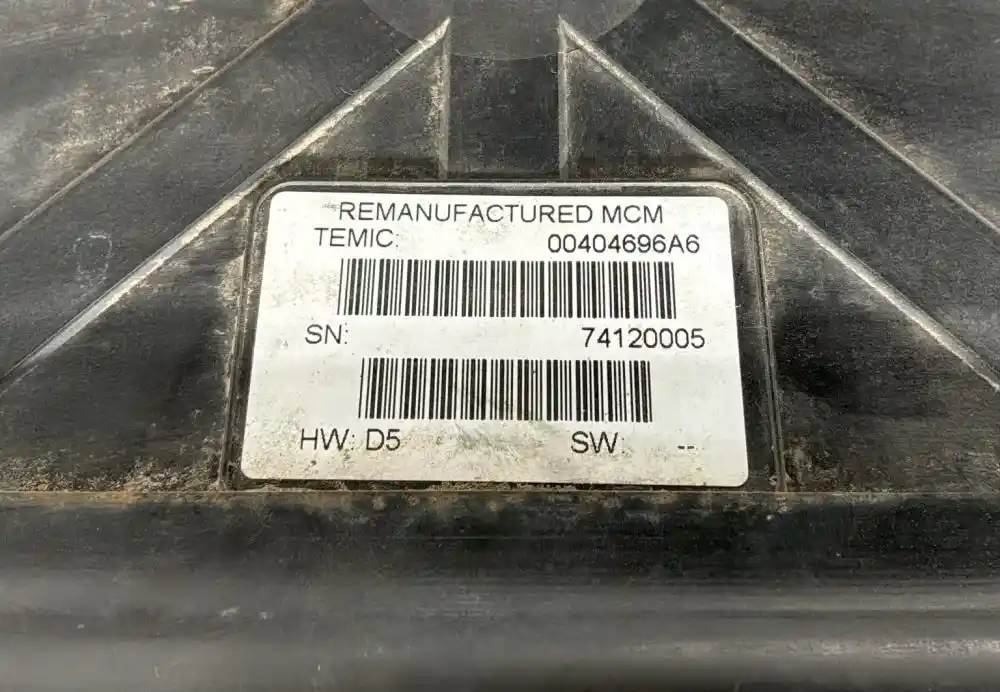 REMANUFACTURED MCM
TEMIC: 00404696A6
SN: 74120005
HW: D5 SW: --